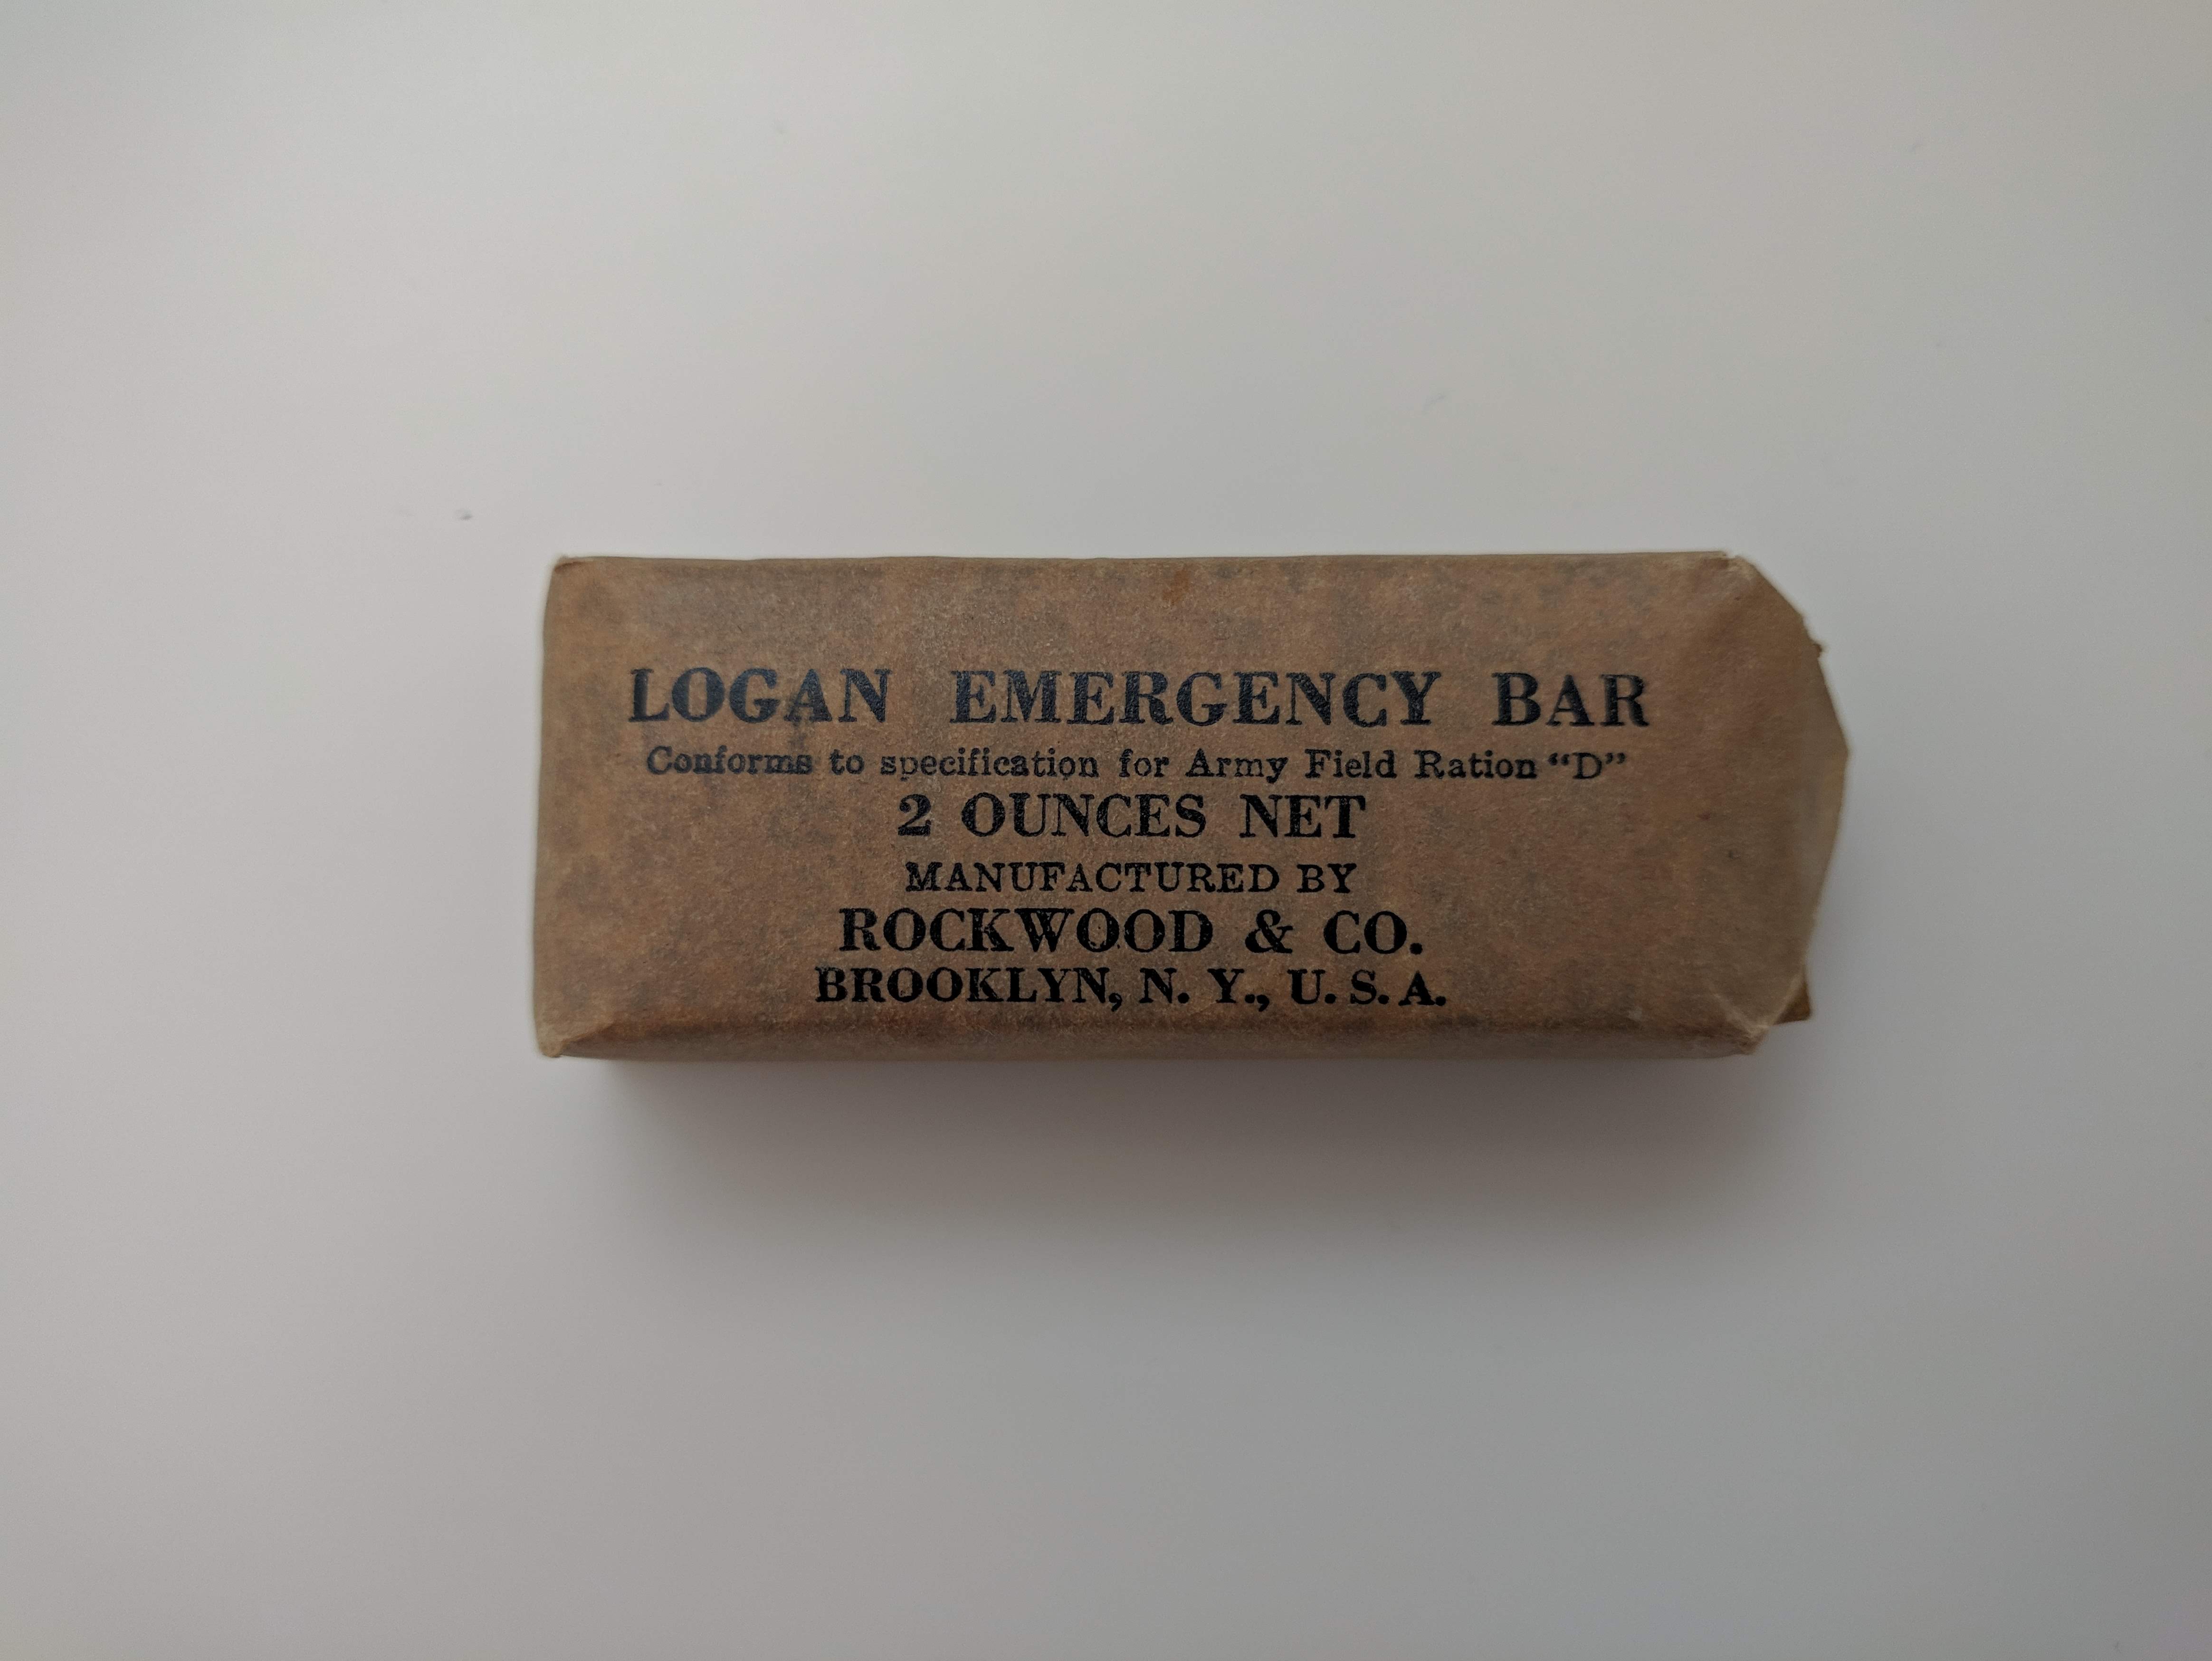 LOGAN EMERGENCY BAR
Conforms to specification for Army Field Ration “D”
2 OUNCES NET
MANUFACTURED BY
ROCKWOOD & CO.
BROOKLYN, N. Y., U. S. A.